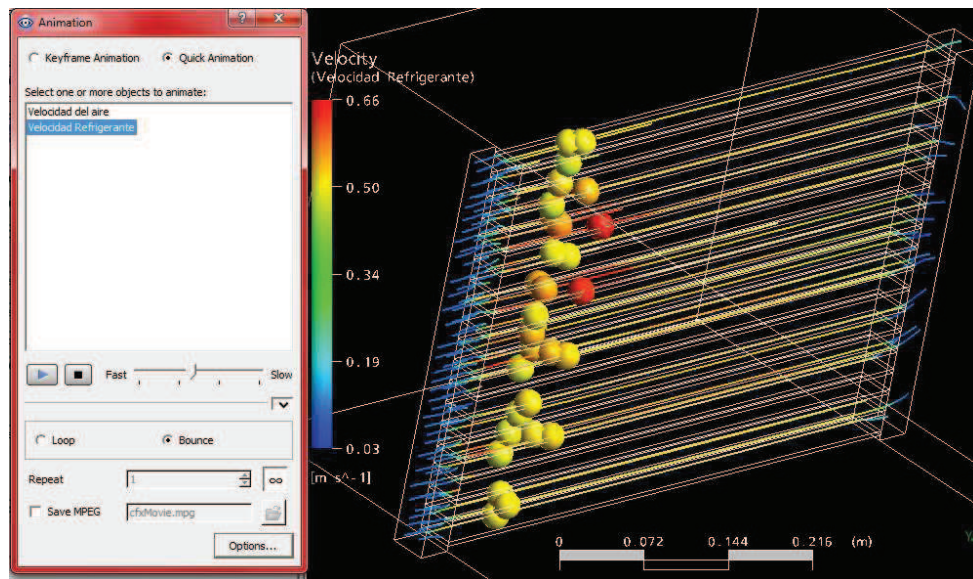 Animation
Keyframe Animation
Quick Animation
Select one or more objects to animate:
Velocidad del aire
Velocidad Refrigerante
Fast
Slow
Loop
Bounce
Repeat
1
∞
Save MPEG
cfxMovie.mpg
Options...
Velocity
(Velocidad Refrigerante)
0.66
0.50
0.34
0.19
0.03
[m s^-1]
0 0.072 0.144 0.216 (m)